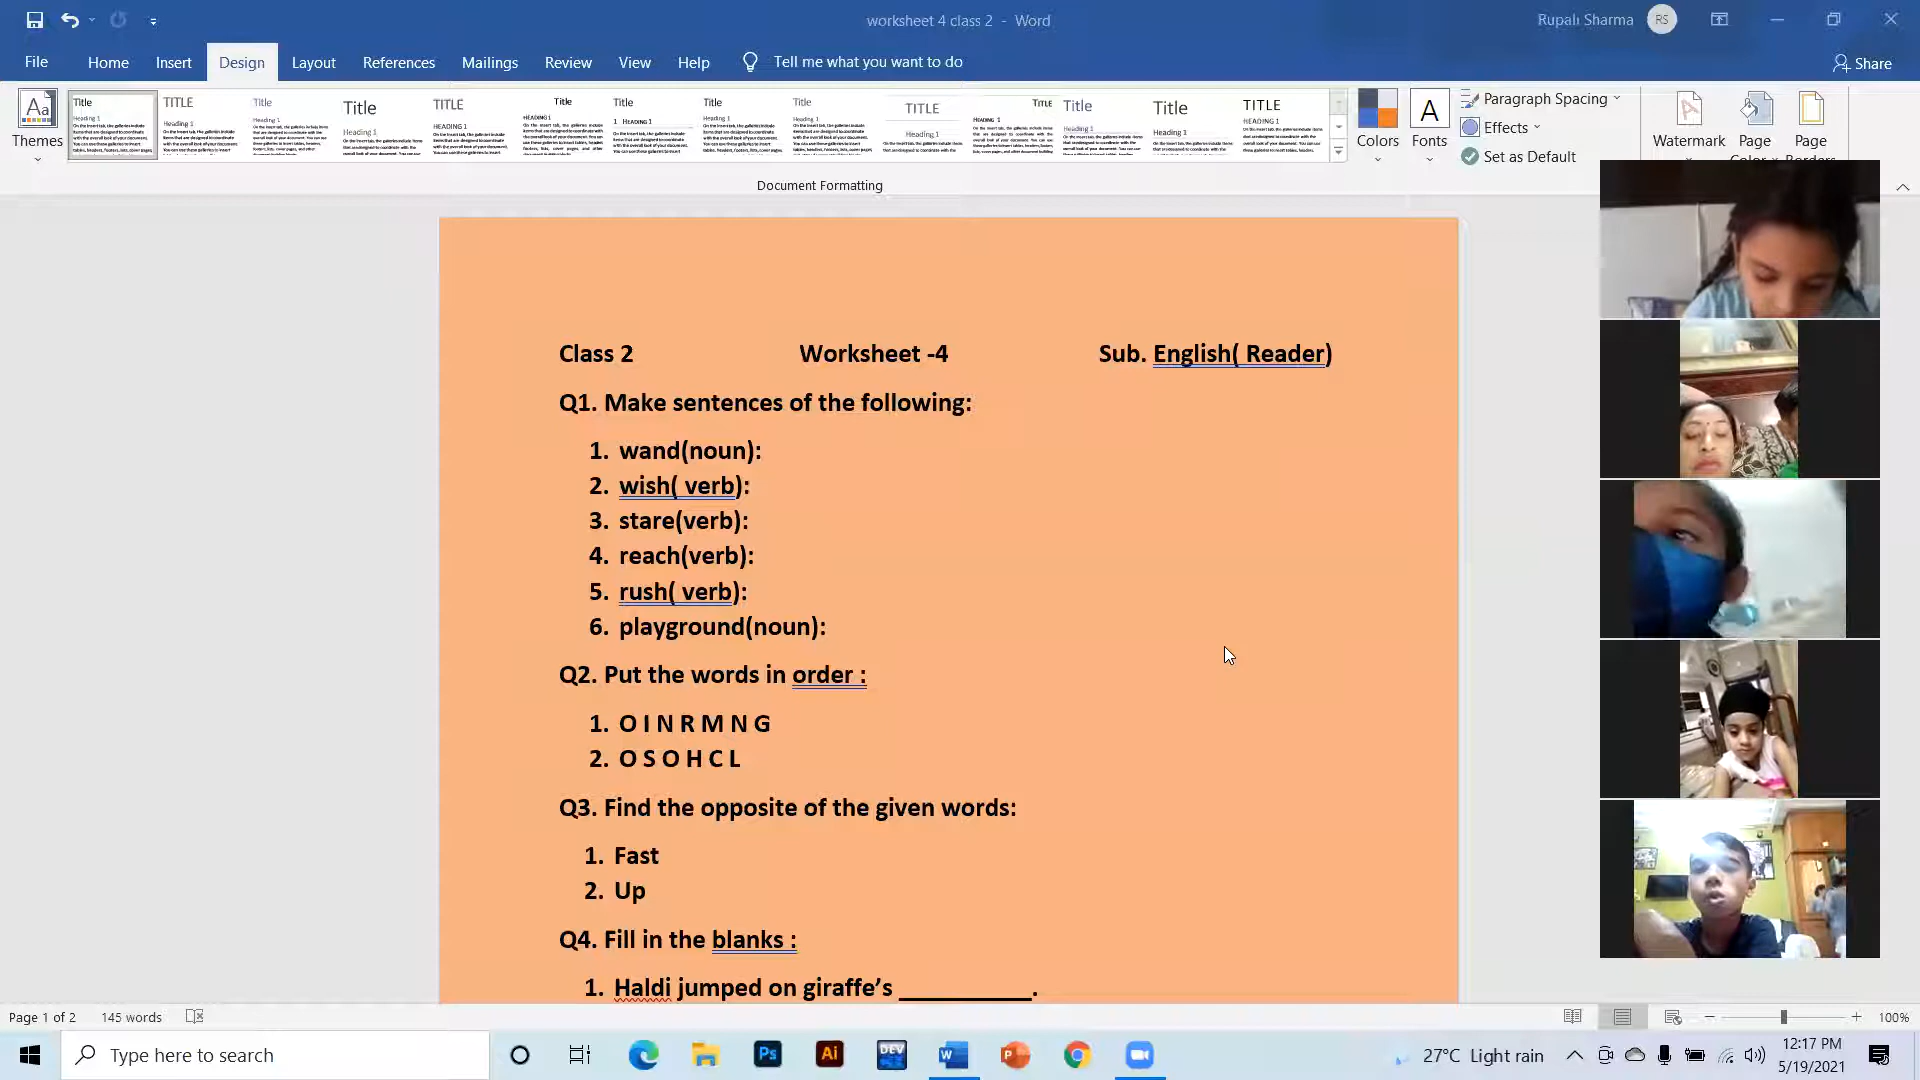 worksheet 4 class 2 - Word
Rupali Sharma RS
File Home Insert Design Layout References Mailings Review View Help Tell me what you want to do
Share
Themes
Colors
Fonts
Paragraph Spacing
Effects
Set as Default
Watermark
Page Color
Page Borders
Document Formatting
Class 2 Worksheet -4 Sub. English( Reader)
Q1. Make sentences of the following:
1. wand(noun):
2. wish( verb):
3. stare(verb):
4. reach(verb):
5. rush( verb):
6. playground(noun):
Q2. Put the words in order :
1. O I N R M N G
2. O S O H C L
Q3. Find the opposite of the given words:
1. Fast
2. Up
Q4. Fill in the blanks :
1. Haldi jumped on giraffe’s __________.
Page 1 of 2 145 words
100%
Type here to search
Ps Ai DEV
27°C Light rain
12:17 PM
5/19/2021